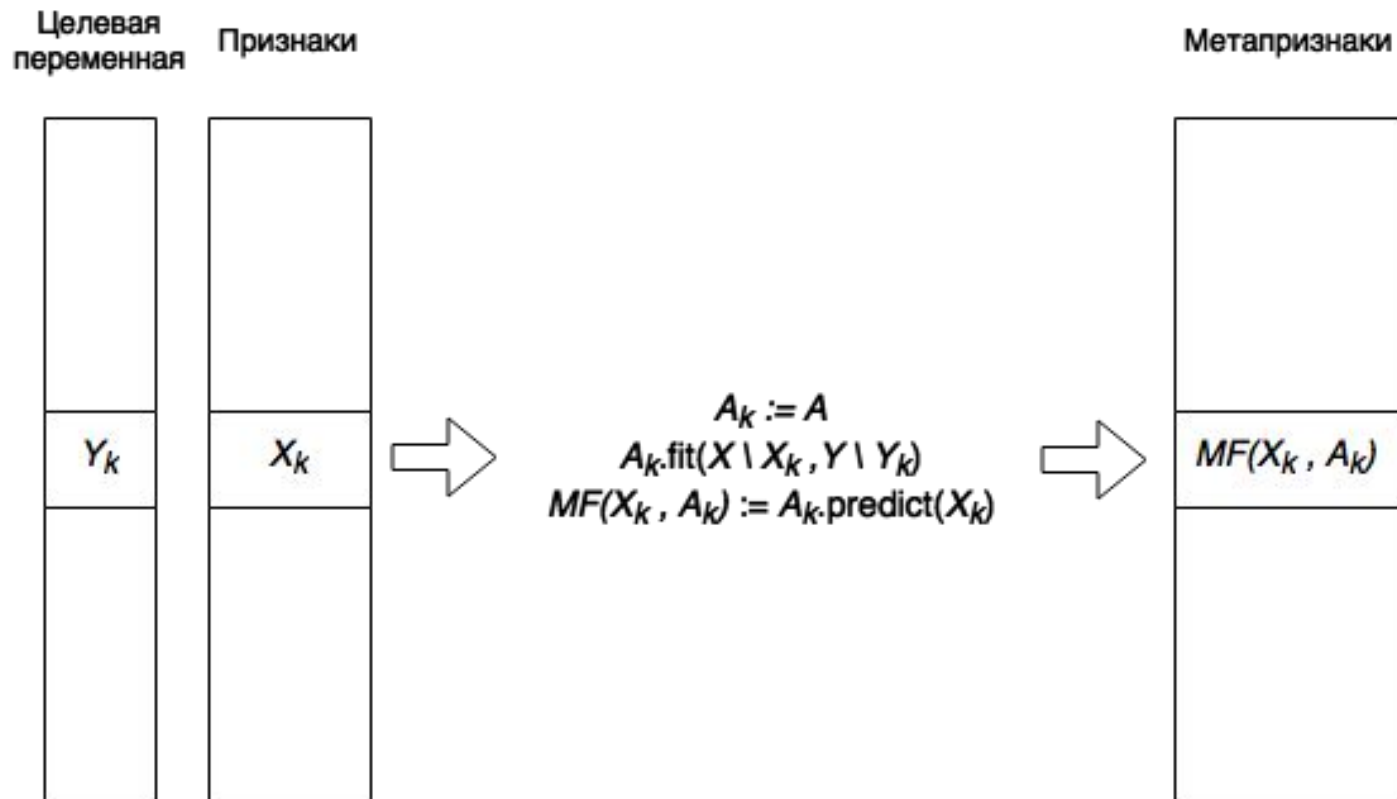 Целевая
переменная
Признаки
Метапризнаки
Y_k
X_k
A_k := A
A_k.fit(X \ X_k , Y \ Y_k)
MF(X_k , A_k) := A_k.predict(X_k)
MF(X_k , A_k)